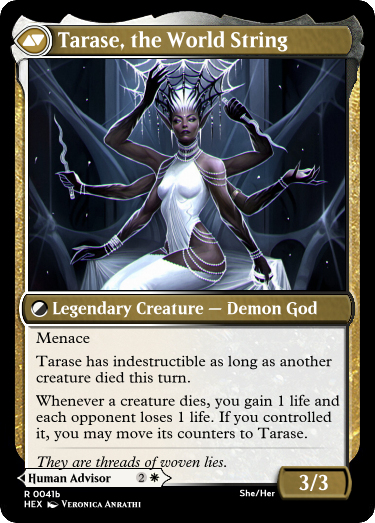 Tarase, the World String
Legendary Creature — Demon God
Menace
Tarase has indestructible as long as another
creature died this turn.
Whenever a creature dies, you gain 1 life and
each opponent loses 1 life. If you controlled
it, you may move its counters to Tarase.
They are threads of woven lies.
Human Advisor 2
3/3
R 0041b
She/Her
HEX Veronica Anrathi